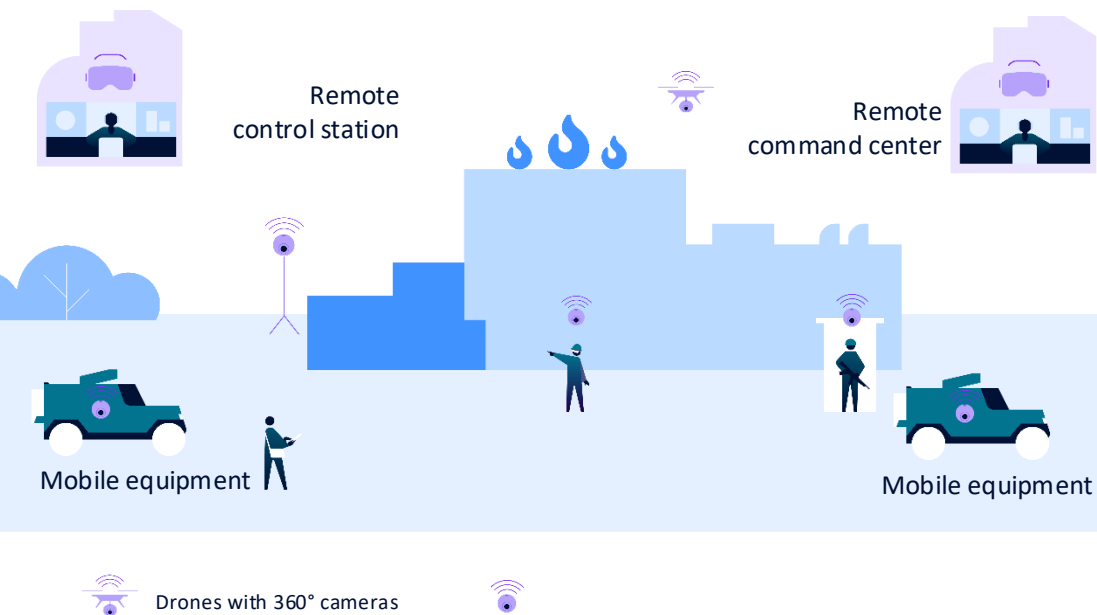 Remote
control station
Remote
command center
Mobile equipment
Mobile equipment
Drones with 360° cameras